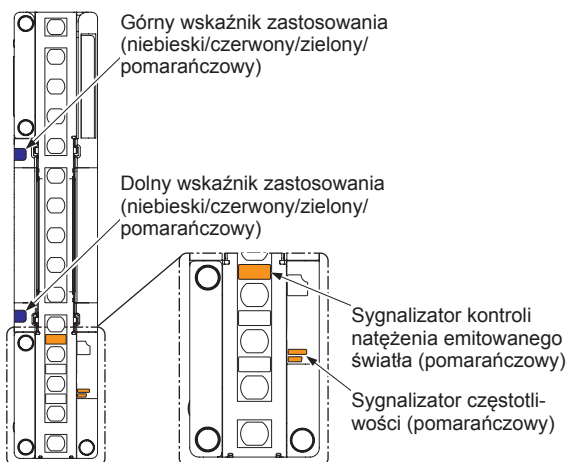 Górny wskaźnik zastosowania
(niebieski/czerwony/zielony/
pomarańczowy)
Dolny wskaźnik zastosowania
(niebieski/czerwony/zielony/
pomarańczowy)
Sygnalizator kontroli
natężenia emitowanego
światła (pomarańczowy)
Sygnalizator częstotli-
wości (pomarańczowy)